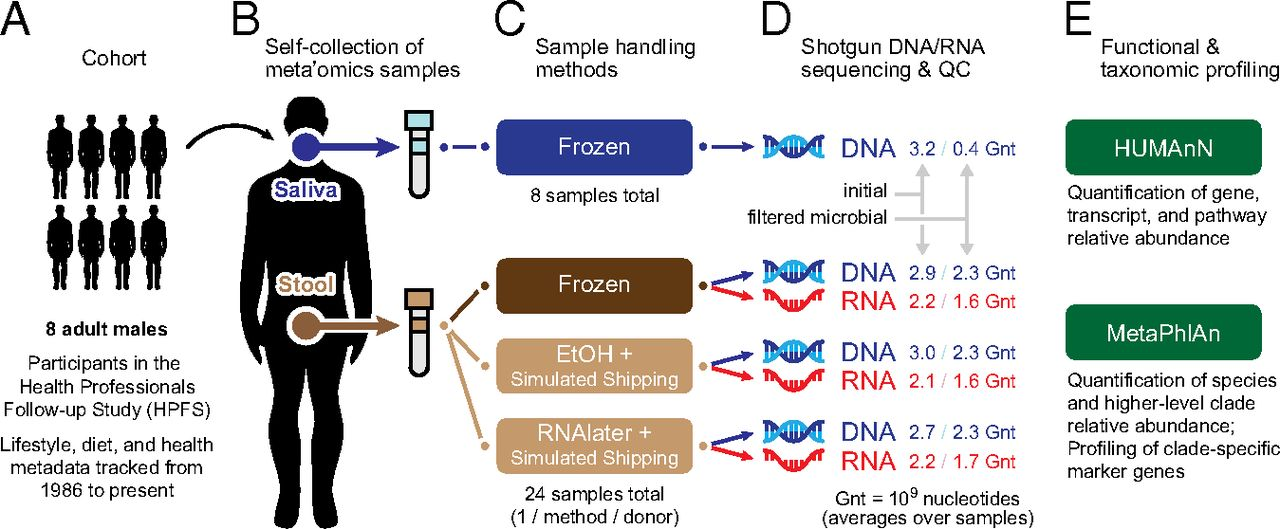 A
Cohort
8 adult males
Participants in the
Health Professionals
Follow-up Study (HPFS)
Lifestyle, diet, and health
metadata tracked from
1986 to present
B
Self-collection of
meta'omics samples
Saliva
Stool
C
Sample handling
methods
Frozen
8 samples total
Frozen
EtOH +
Simulated Shipping
RNAlater +
Simulated Shipping
24 samples total
(1 / method / donor)
D
Shotgun DNA/RNA
sequencing & QC
DNA 3.2 / 0.4 Gnt
initial
filtered microbial
DNA 2.9 / 2.3 Gnt
RNA 2.2 / 1.6 Gnt
DNA 3.0 / 2.3 Gnt
RNA 2.1 / 1.6 Gnt
DNA 2.7 / 2.3 Gnt
RNA 2.2 / 1.7 Gnt
Gnt = 10⁹ nucleotides
(averages over samples)
E
Functional &
taxonomic profiling
HUMAnN
Quantification of gene,
transcript, and pathway
relative abundance
MetaPhlAn
Quantification of species
and higher-level clade
relative abundance;
Profiling of clade-specific
marker genes